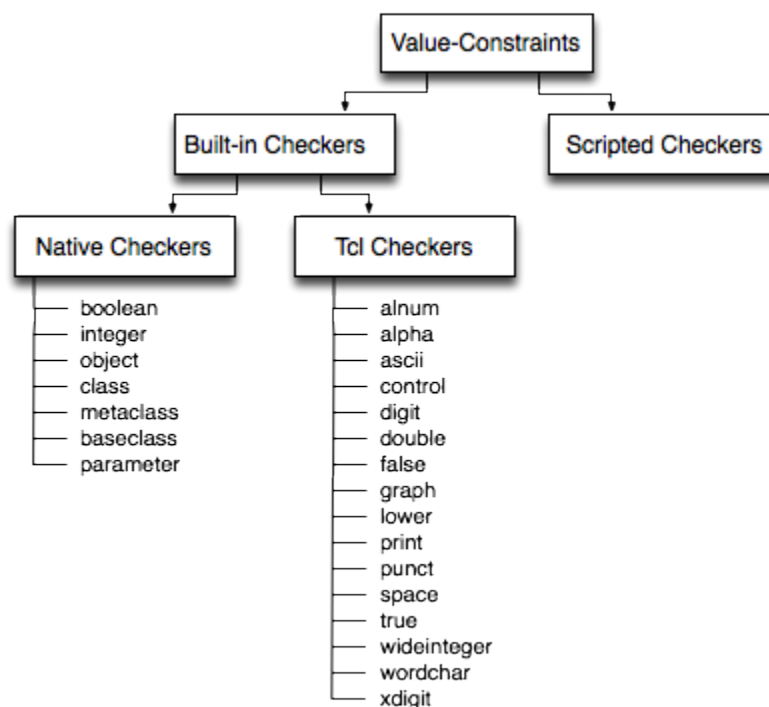 Value-Constraints
Built-in Checkers
Scripted Checkers
Native Checkers
boolean
integer
object
class
metaclass
baseclass
parameter
Tcl Checkers
alnum
alpha
ascii
control
digit
double
false
graph
lower
print
punct
space
true
wideinteger
wordchar
xdigit